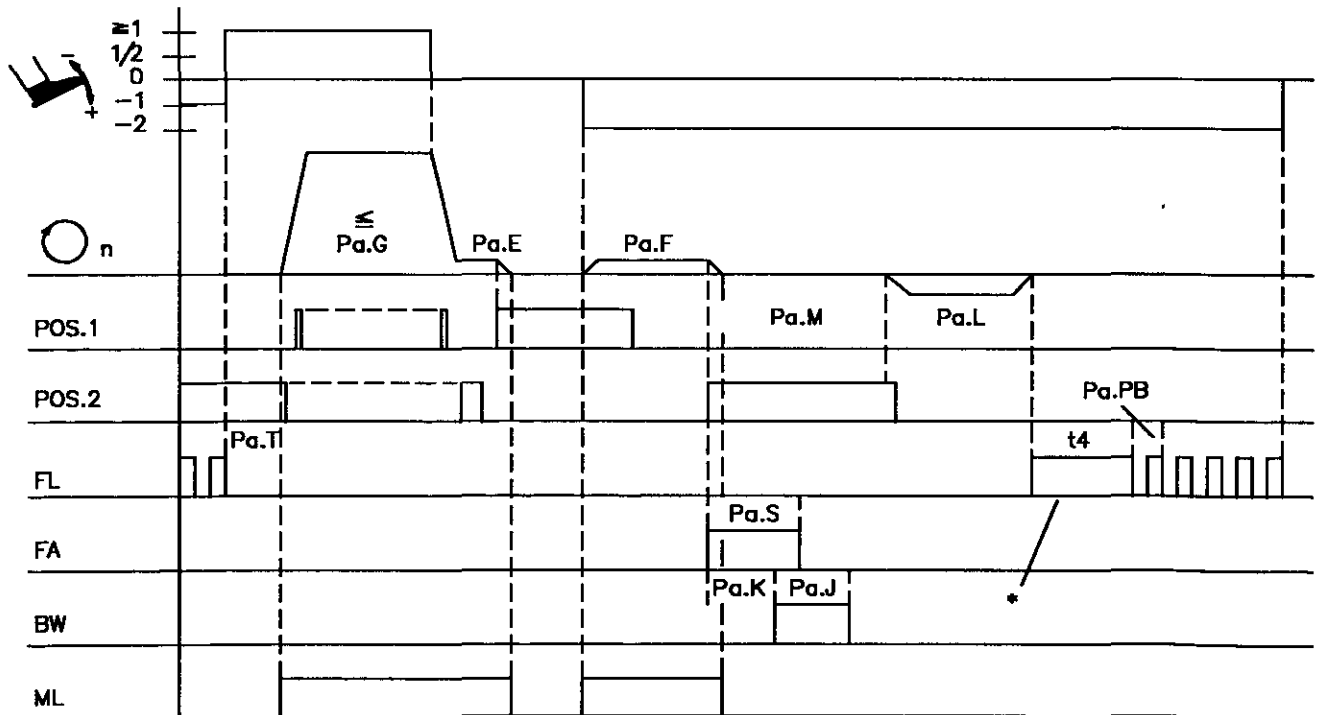 ≧1
1/2
0
-1
-2
-
+
n
≦
Pa.G
Pa.E
Pa.F
POS.1
Pa.M
Pa.L
POS.2
Pa.PB
Pa.T
t4
FL
Pa.S
FA
Pa.K
Pa.J
*
BW
ML